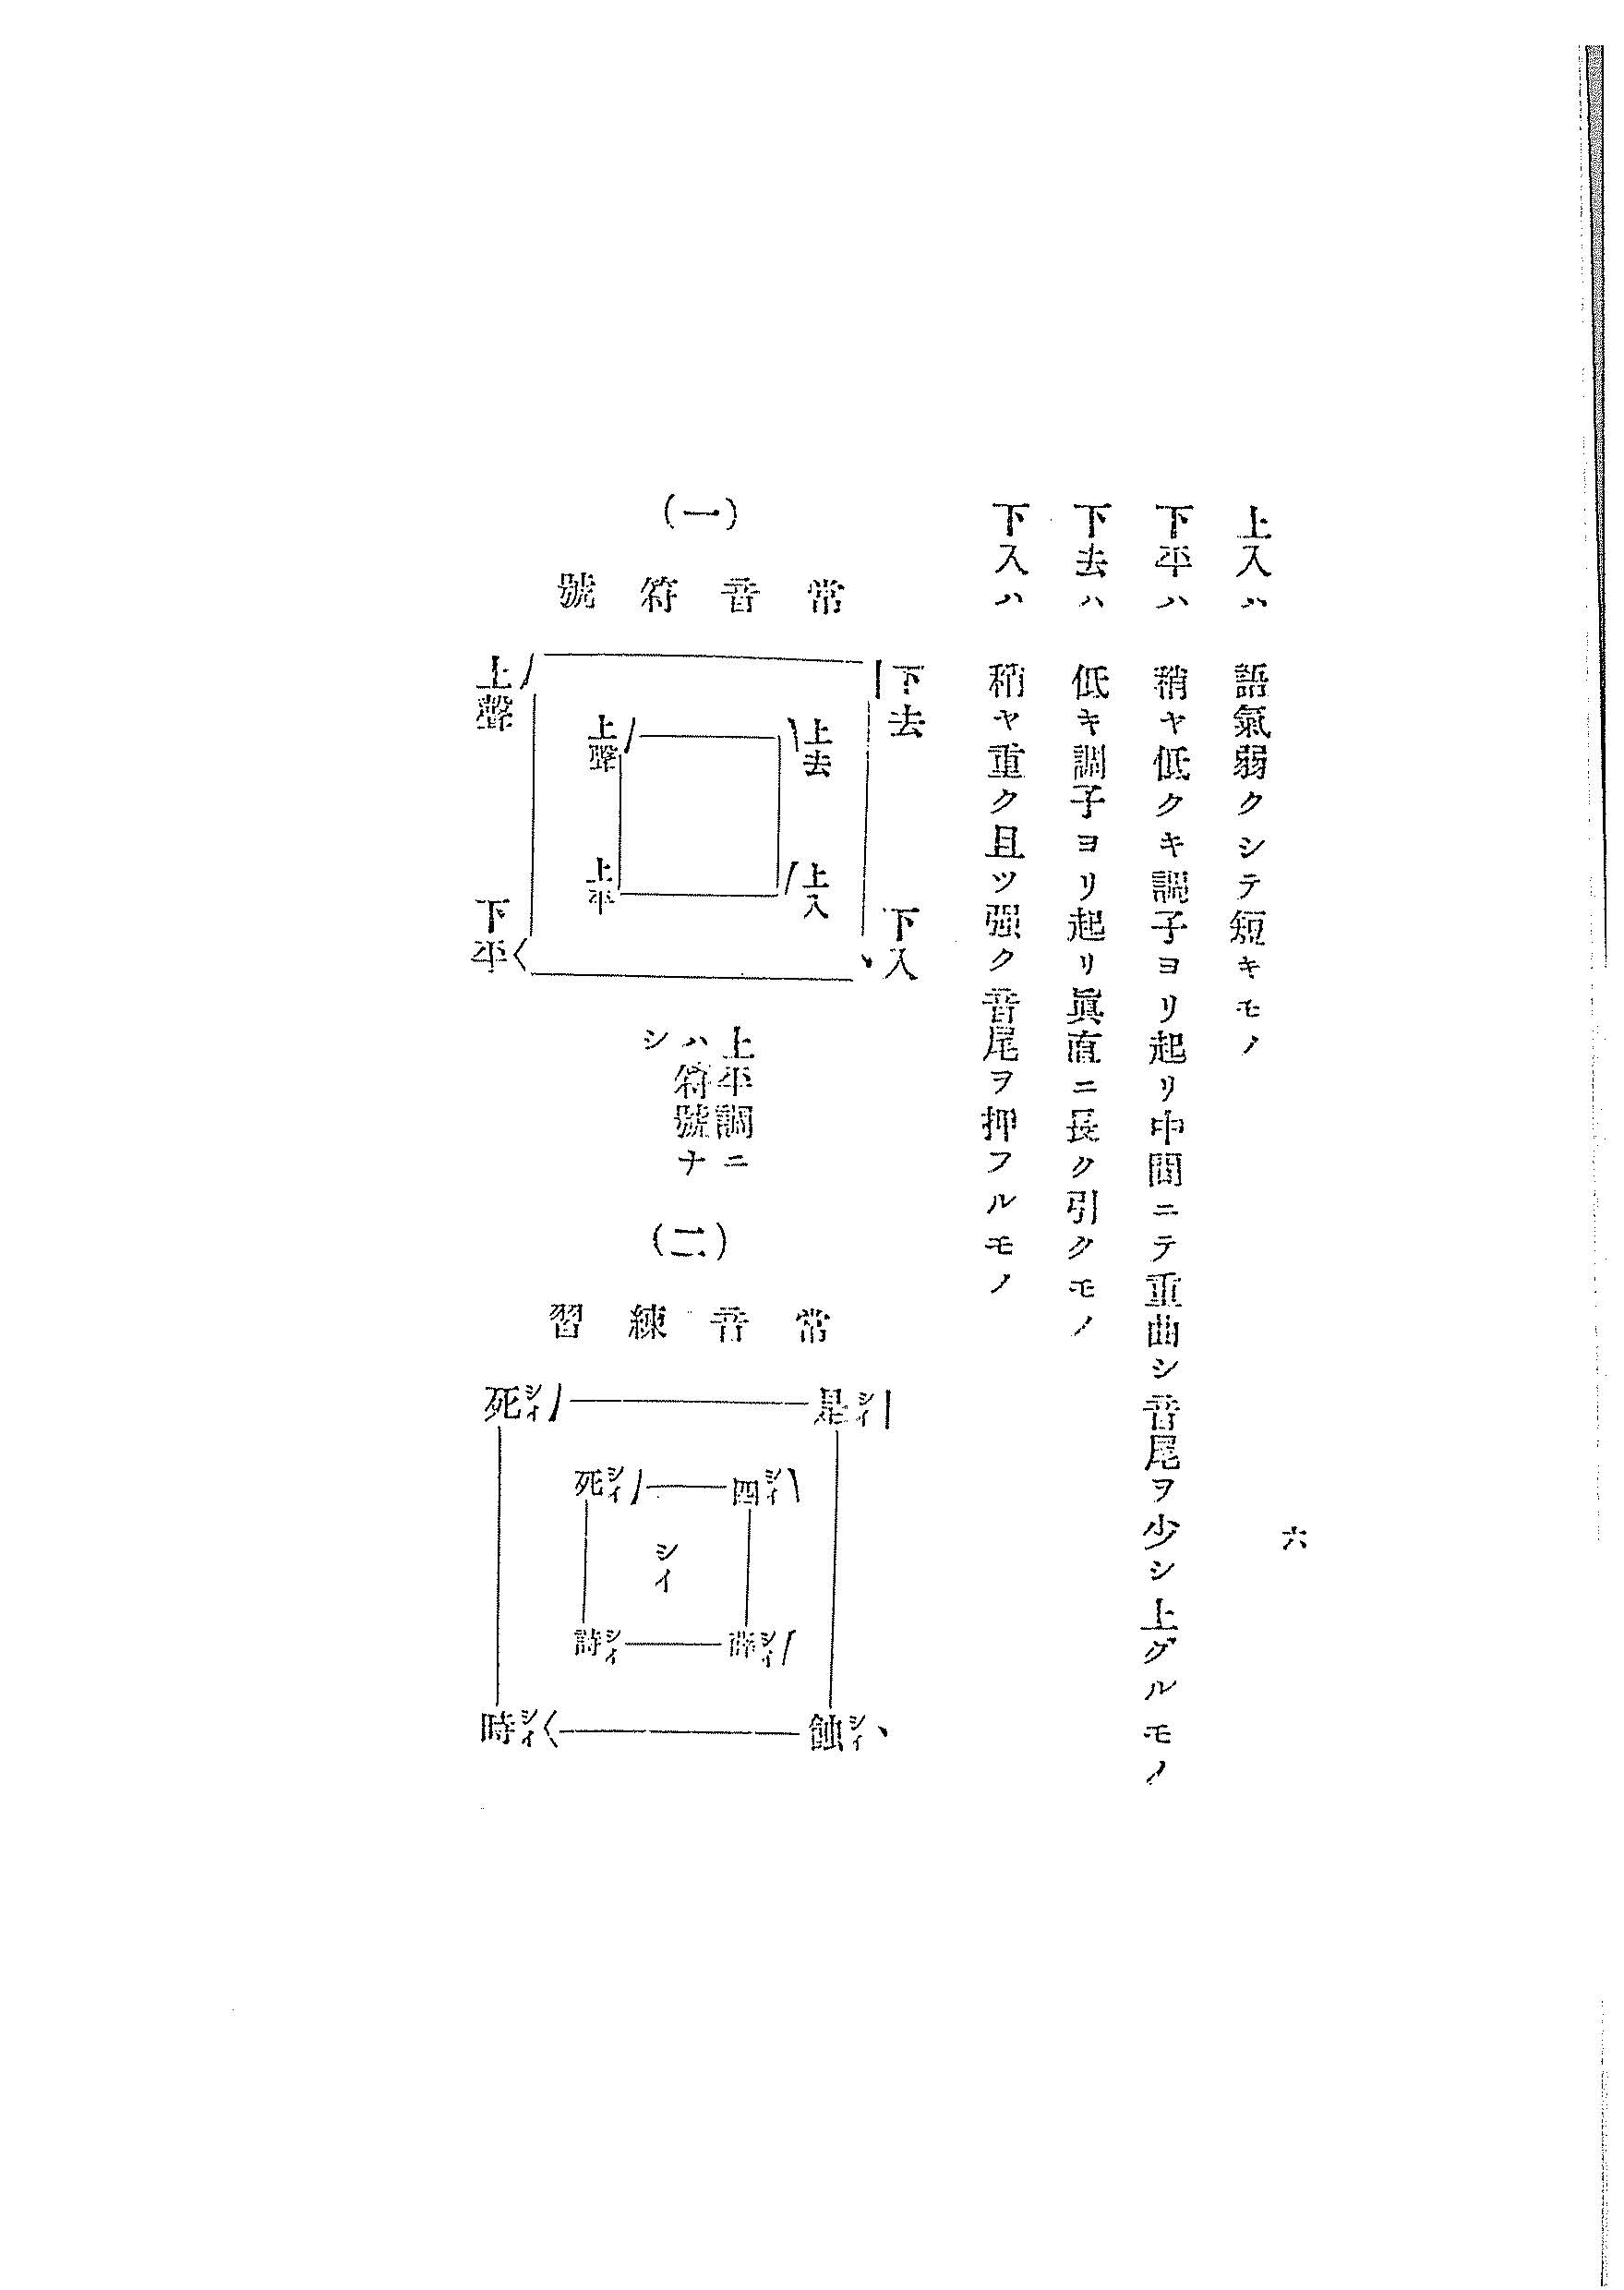 六
上入ハ 語氣弱クシテ短キモノ
下平ハ 稍ヤ低クキ調子ヨリ起リ中間ニテ重曲シ音尾ヲ少シ上グルモノ
下去ハ 低キ調子ヨリ起リ眞直ニ長ク引クモノ
下入ハ 稍ヤ重ク且ツ强ク音尾ヲ押フルモノ
(一)
常音符號
下去
上聲
上去
上聲
上入
上平
下入
下平
上平調ニ
ハ符號ナ
シ
(二)
常音練習
是シイ
死シイ
四シイ
死シイ
シイ
シイ
詩シイ
蝕シイ
時シイ